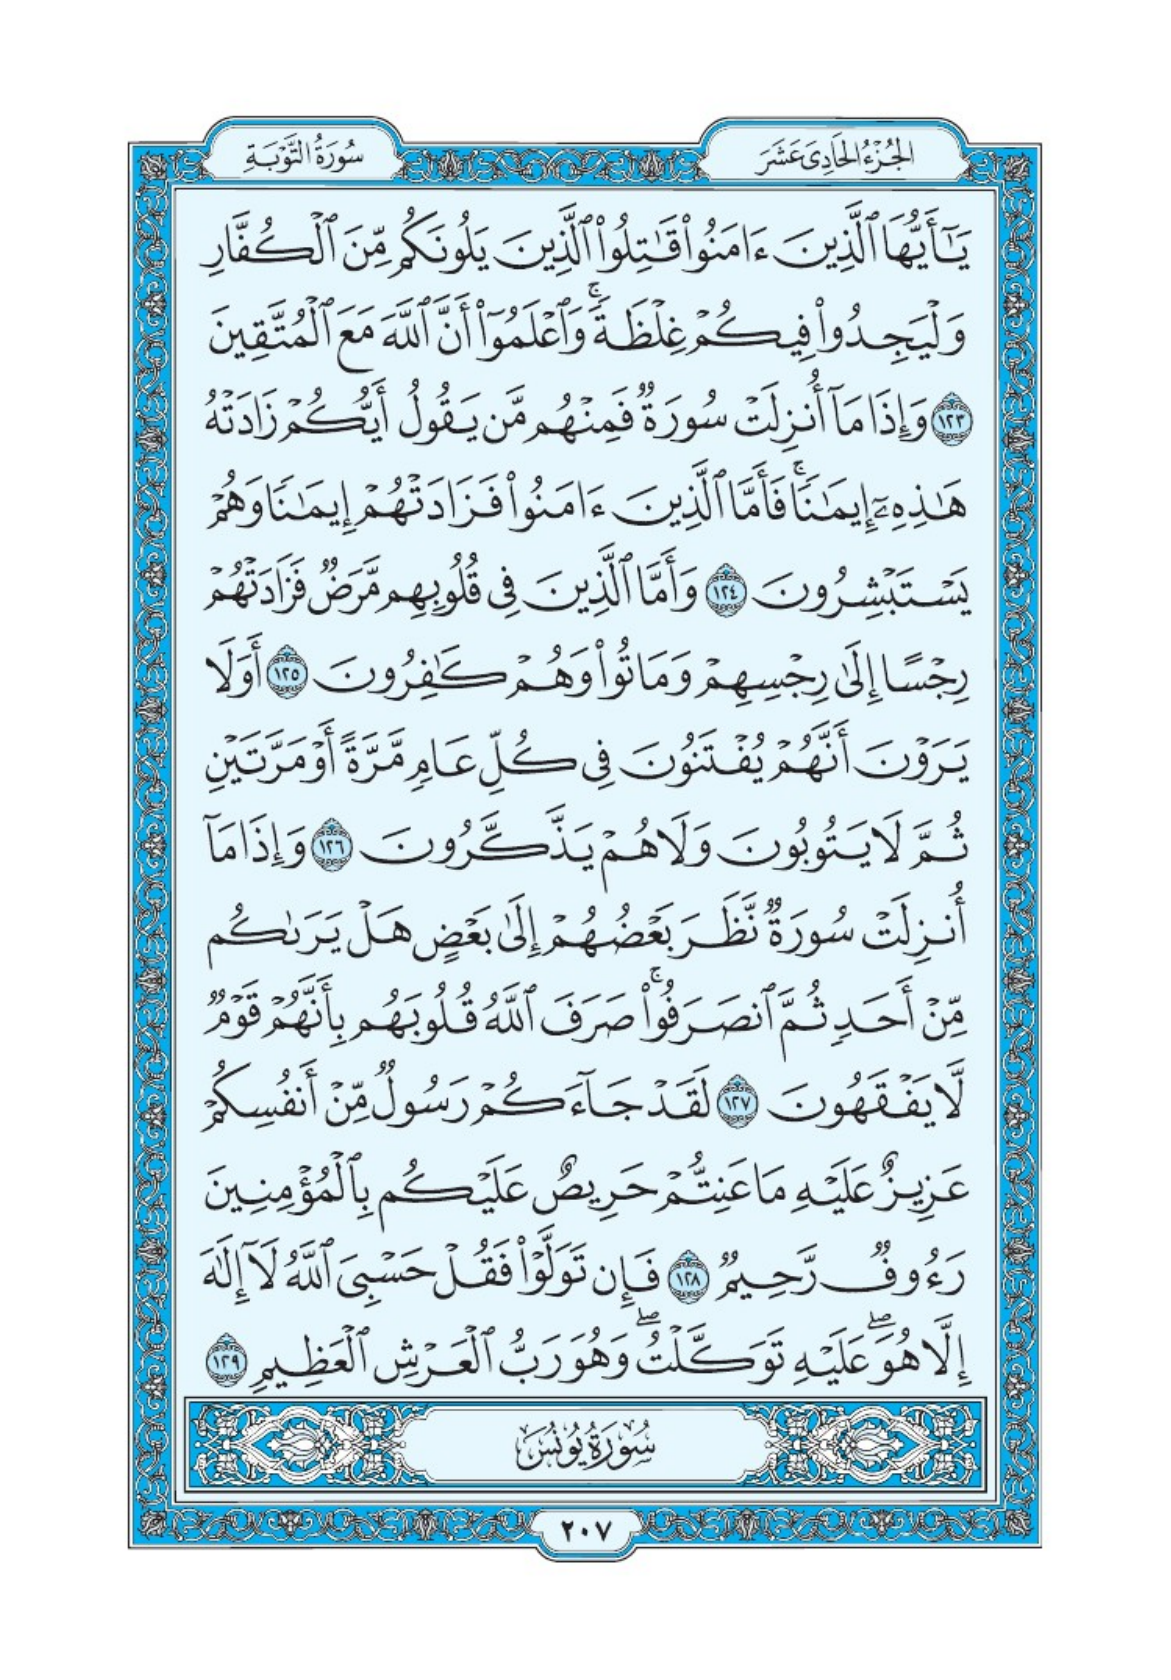 الجُزْءُ الحَادِى عَشَرَ
سُورَةُ التَّوْبَةِ
يَـٰٓأَيُّهَا ٱلَّذِينَ ءَامَنُوا۟ قَـٰتِلُوا۟ ٱلَّذِينَ يَلُونَكُم مِّنَ ٱلْكُفَّارِ
وَلْيَجِدُوا۟ فِيكُمْ غِلْظَةً ۚ وَٱعْلَمُوٓا۟ أَنَّ ٱللَّهَ مَعَ ٱلْمُتَّقِينَ
١٢٣ وَإِذَا مَآ أُنزِلَتْ سُورَةٌ فَمِنْهُم مَّن يَقُولُ أَيُّكُمْ زَادَتْهُ
هَـٰذِهِۦٓ إِيمَـٰنًا ۚ فَأَمَّا ٱلَّذِينَ ءَامَنُوا۟ فَزَادَتْهُمْ إِيمَـٰنًا وَهُمْ
يَسْتَبْشِرُونَ ١٢٤ وَأَمَّا ٱلَّذِينَ فِى قُلُوبِهِم مَّرَضٌ فَزَادَتْهُمْ
رِجْسًا إِلَىٰ رِجْسِهِمْ وَمَاتُوا۟ وَهُمْ كَـٰفِرُونَ ١٢٥ أَوَلَا
يَرَوْنَ أَنَّهُمْ يُفْتَنُونَ فِى كُلِّ عَامٍ مَّرَّةً أَوْ مَرَّتَيْنِ
ثُمَّ لَا يَتُوبُونَ وَلَا هُمْ يَذَّكَّرُونَ ١٢٦ وَإِذَا مَآ
أُنزِلَتْ سُورَةٌ نَّظَرَ بَعْضُهُمْ إِلَىٰ بَعْضٍ هَلْ يَرَىٰكُم
مِّنْ أَحَدٍ ثُمَّ ٱنصَرَفُوا۟ ۚ صَرَفَ ٱللَّهُ قُلُوبَهُم بِأَنَّهُمْ قَوْمٌ
لَّا يَفْقَهُونَ ١٢٧ لَقَدْ جَآءَكُمْ رَسُولٌ مِّنْ أَنفُسِكُمْ
عَزِيزٌ عَلَيْهِ مَا عَنِتُّمْ حَرِيصٌ عَلَيْكُم بِٱلْمُؤْمِنِينَ
رَءُوفٌ رَّحِيمٌ ١٢٨ فَإِن تَوَلَّوْا۟ فَقُلْ حَسْبِىَ ٱللَّهُ لَآ إِلَـٰهَ
إِلَّا هُوَ ۖ عَلَيْهِ تَوَكَّلْتُ ۖ وَهُوَ رَبُّ ٱلْعَرْشِ ٱلْعَظِيمِ ١٢٩
سُورَةُ يُونُسَ
٢٠٧